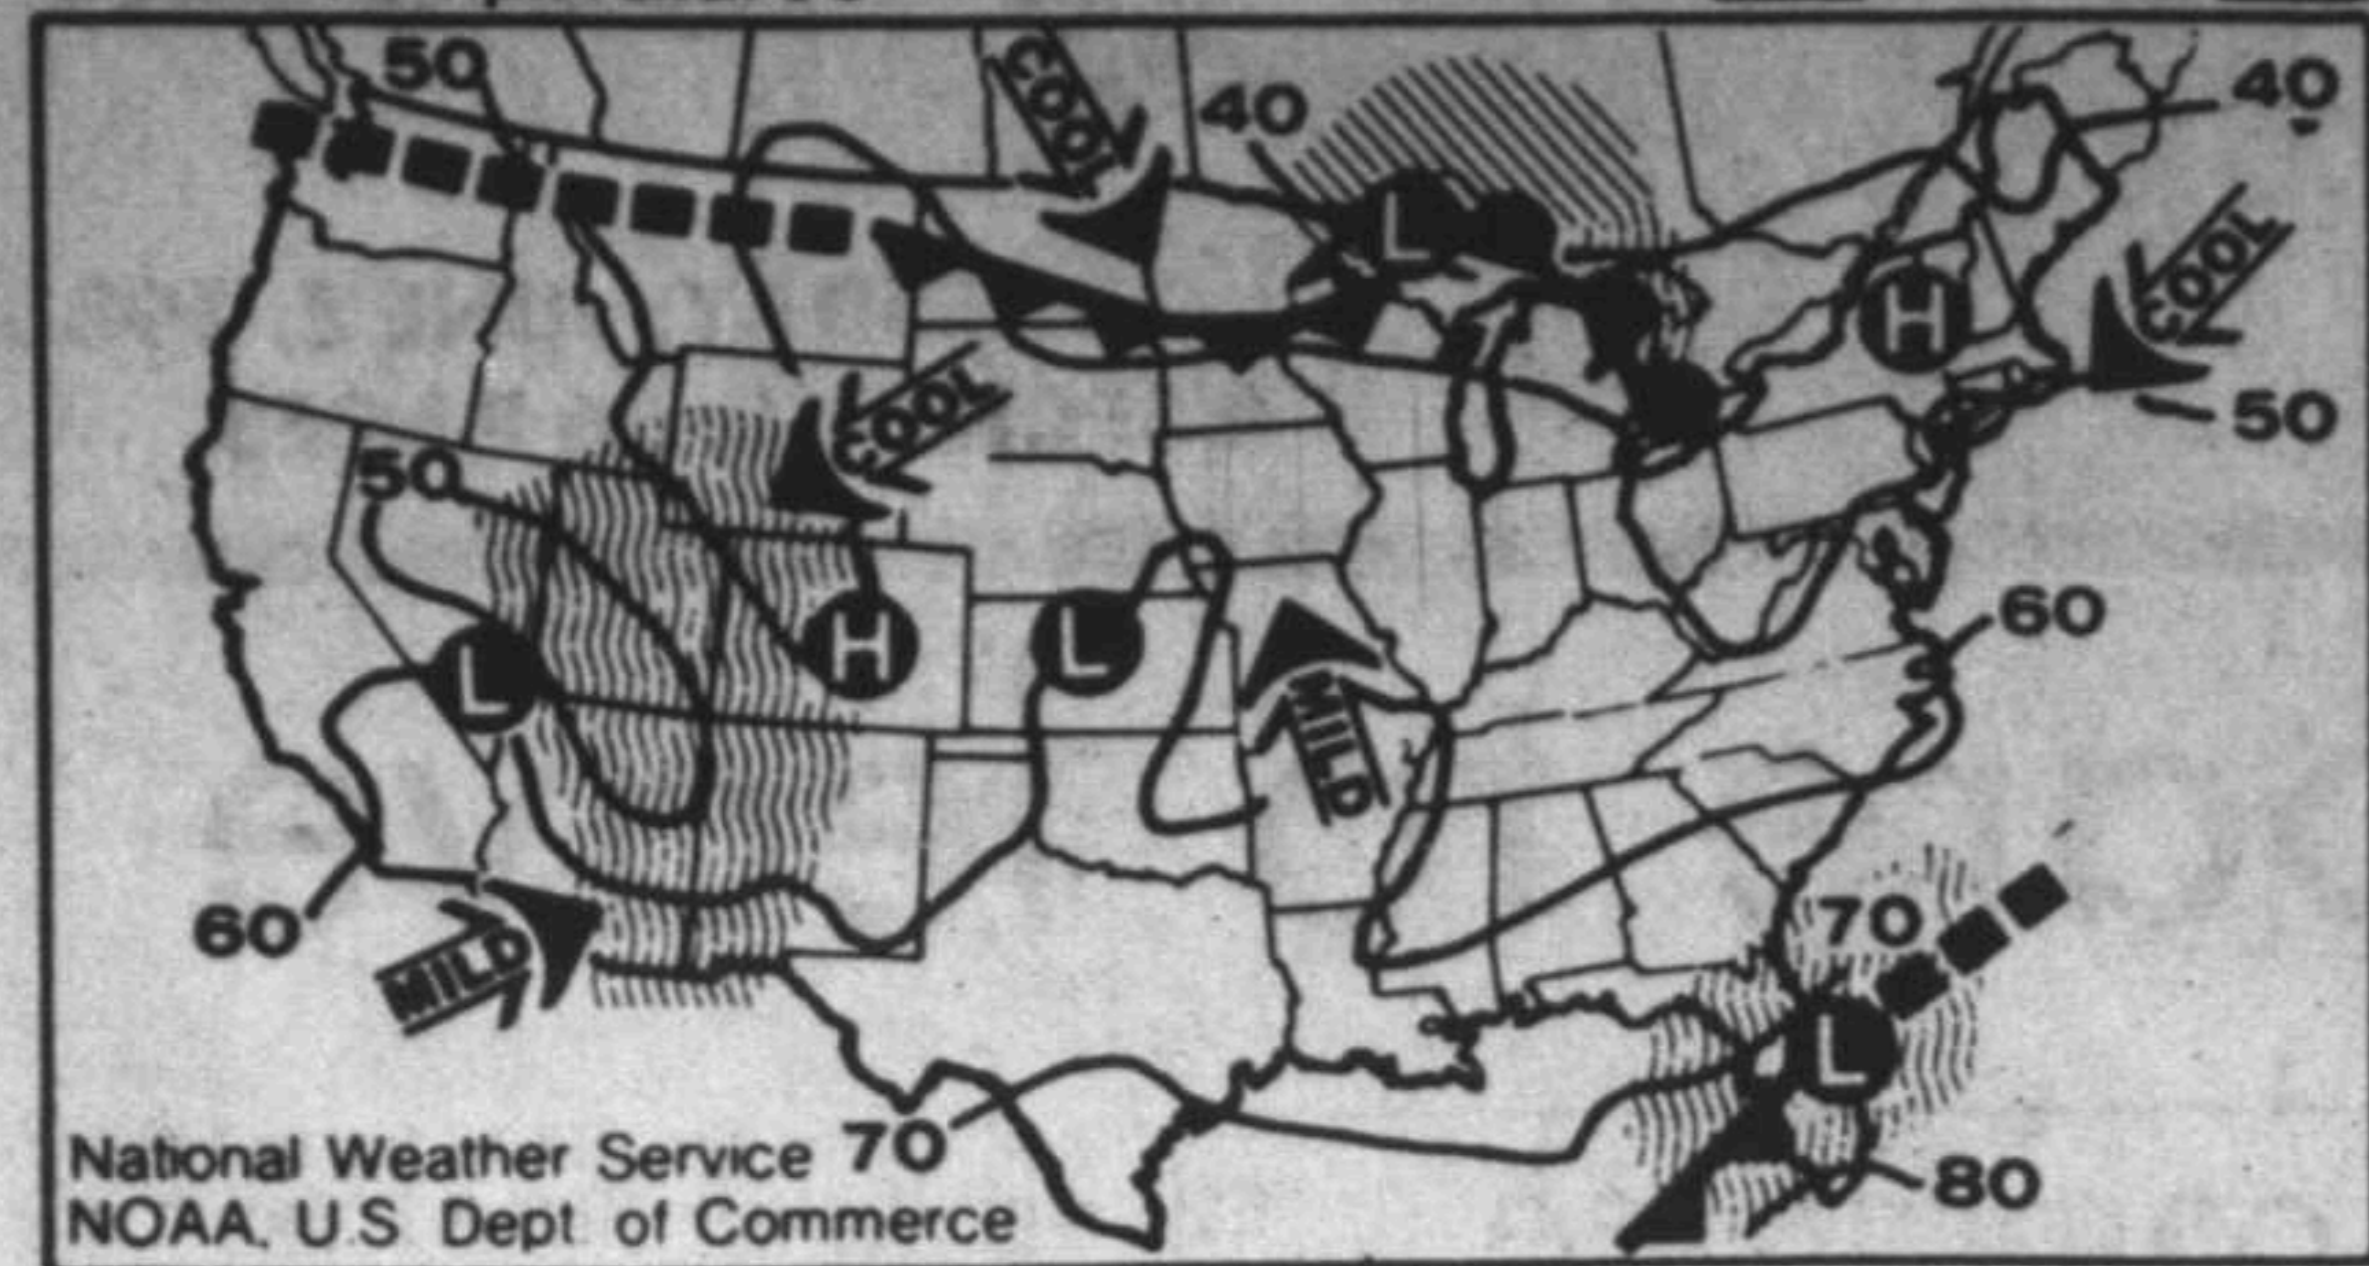 50
COOL
40
40
COOL
50
L
H
COOL
50
L
H
L
60
MILD
60
MILD
70
L
National Weather Service 70
NOAA. U.S Dept of Commerce
80